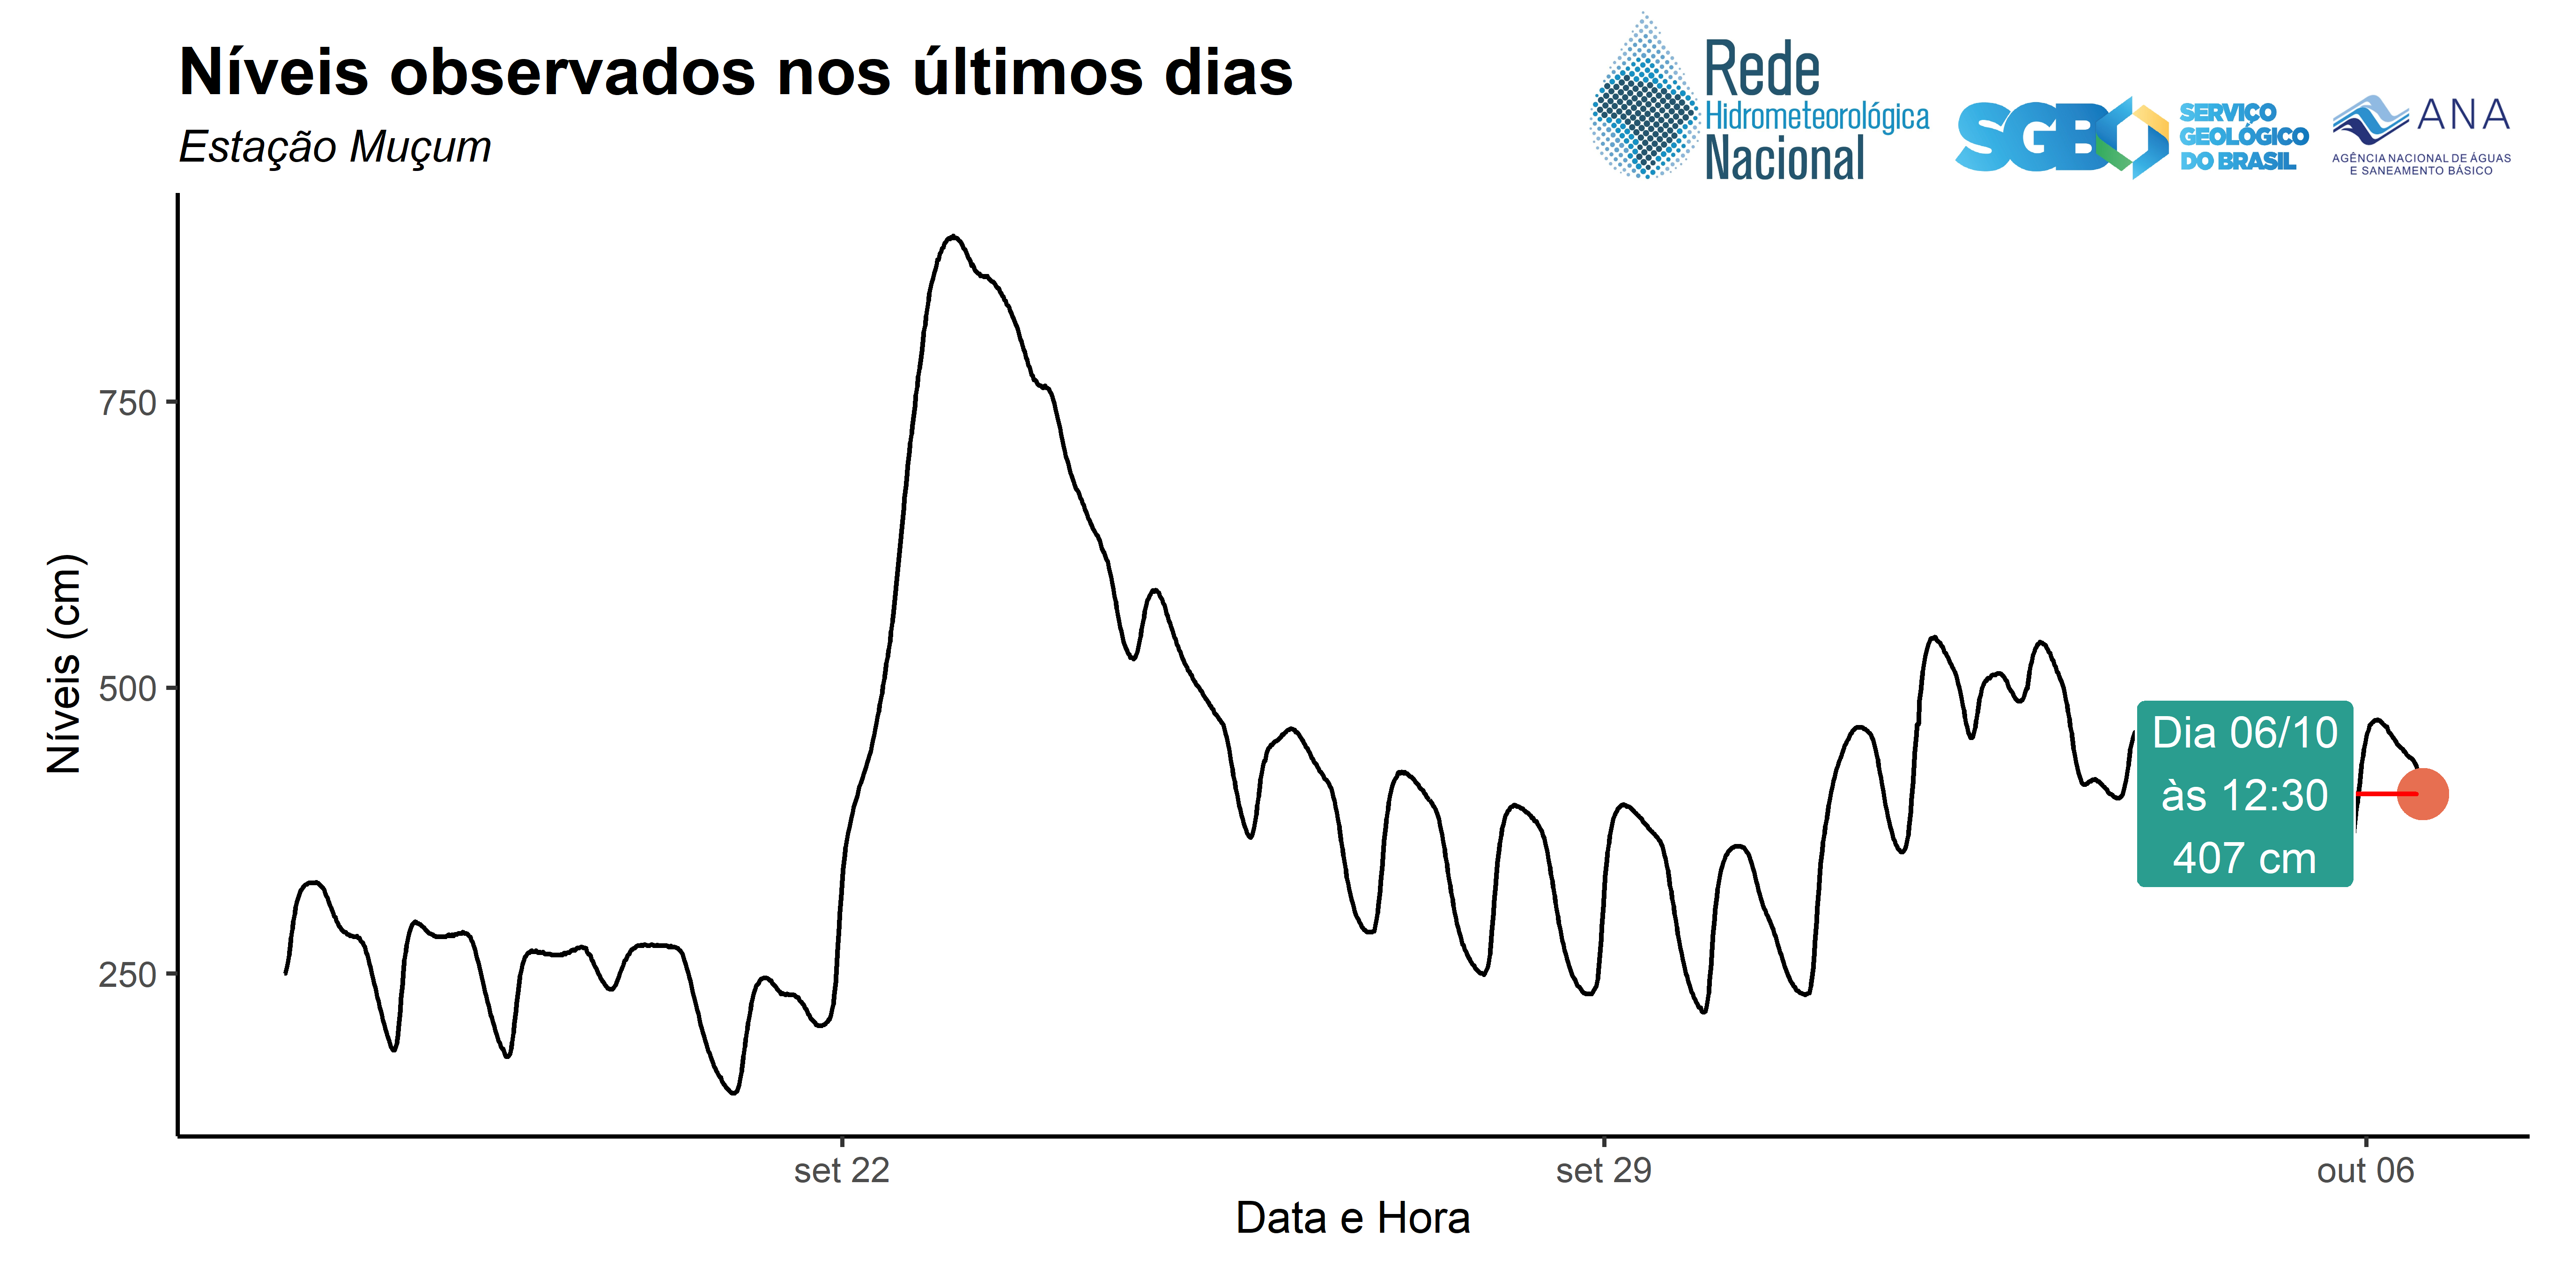 Níveis observados nos últimos dias
Estação Muçum
Rede
Hidrometeorológica
Nacional
SGB
SERVIÇO
GEOLÓGICO
DO BRASIL
ANA
AGÊNCIA NACIONAL DE ÁGUAS
E SANEAMENTO BÁSICO
Níveis (cm)
750
500
250
Dia 06/10
às 12:30
407 cm
set 22
set 29
out 06
Data e Hora